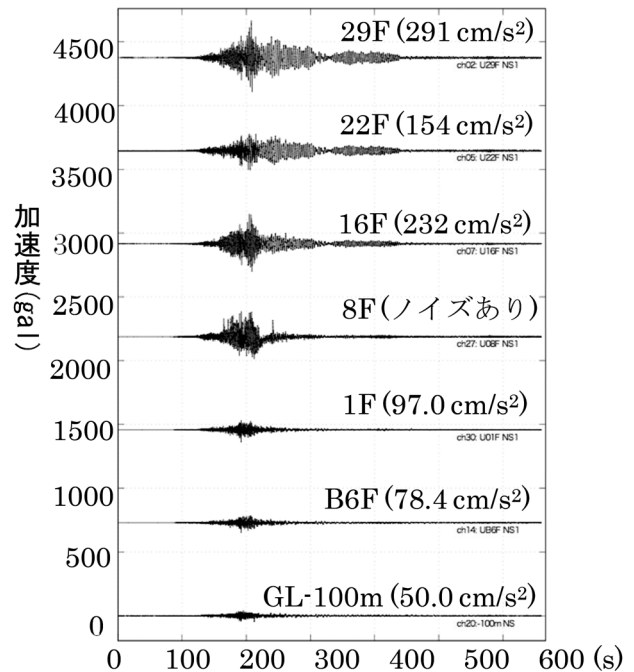 29F (291 cm/s²)
4500
ch02: U29F NS1
4000
22F (154 cm/s²)
ch05: U22F NS1
3500
16F (232 cm/s²)
3000
ch07: U16F NS1
2500
8F (ノイズあり)
ch27: U08F NS1
2000
1F (97.0 cm/s²)
1500
ch30: U01F NS1
1000
B6F (78.4 cm/s²)
ch14: UB6F NS1
500
GL-100m (50.0 cm/s²)
0
ch20:-100m NS
0 100 200 300 400 500 600 (s)
加速度(gal)